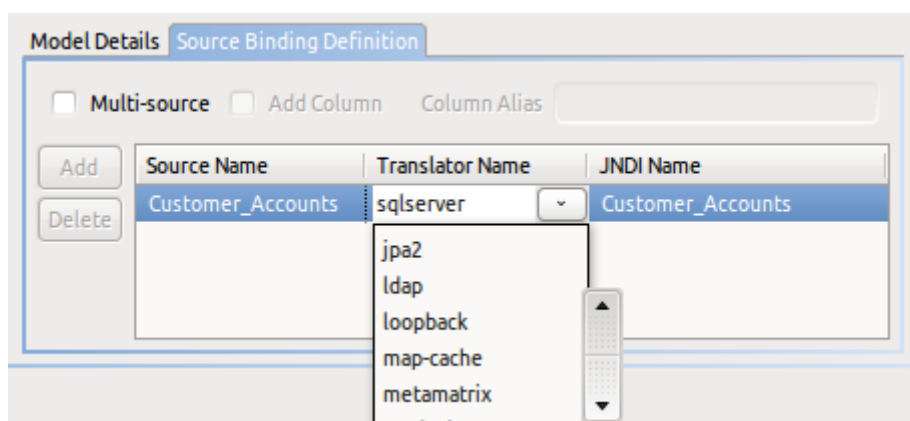 Model Details Source Binding Definition
Multi-source Add Column Column Alias
Add Source Name Translator Name JNDI Name
Delete Customer_Accounts sqlserver Customer_Accounts
jpa2
ldap
loopback
map-cache
metamatrix